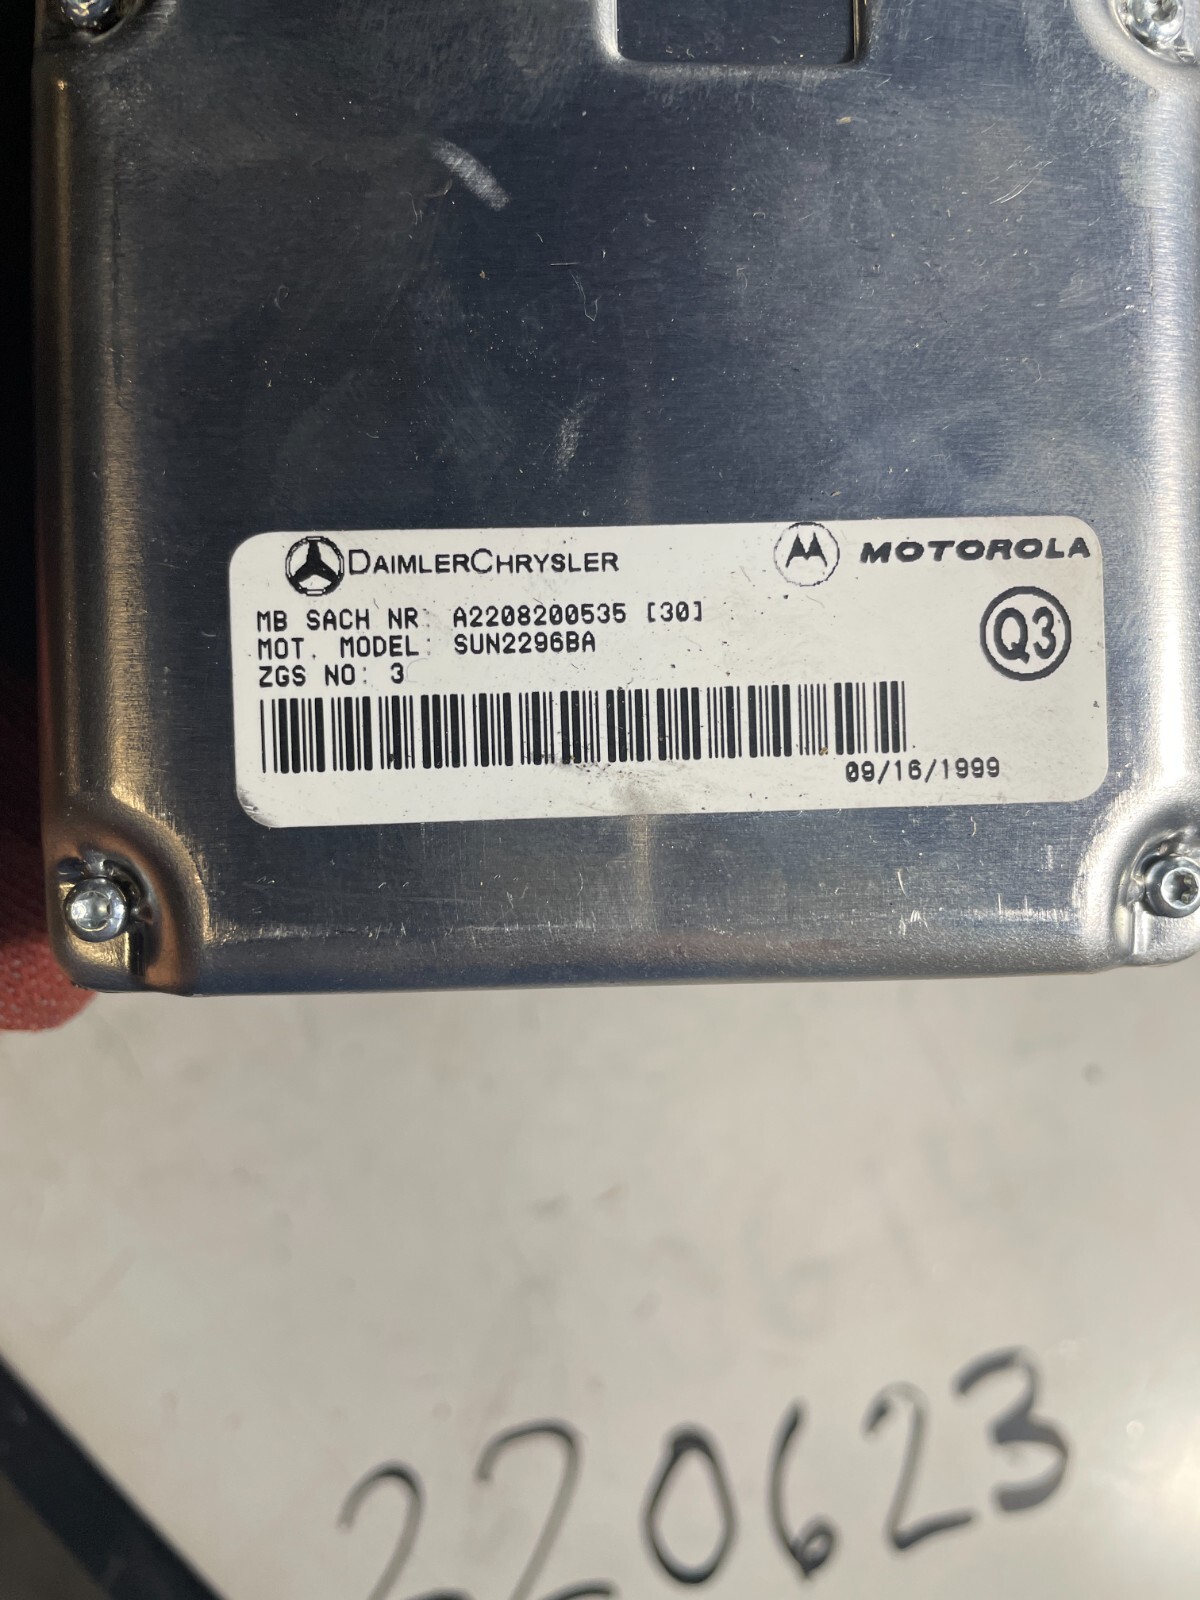 DAIMLERCHRYSLER
MOTOROLA
MB SACH NR: A2208200535 [30]
MOT. MODEL: SUN2296BA
ZGS NO: 3
Q3
09/16/1999
220623